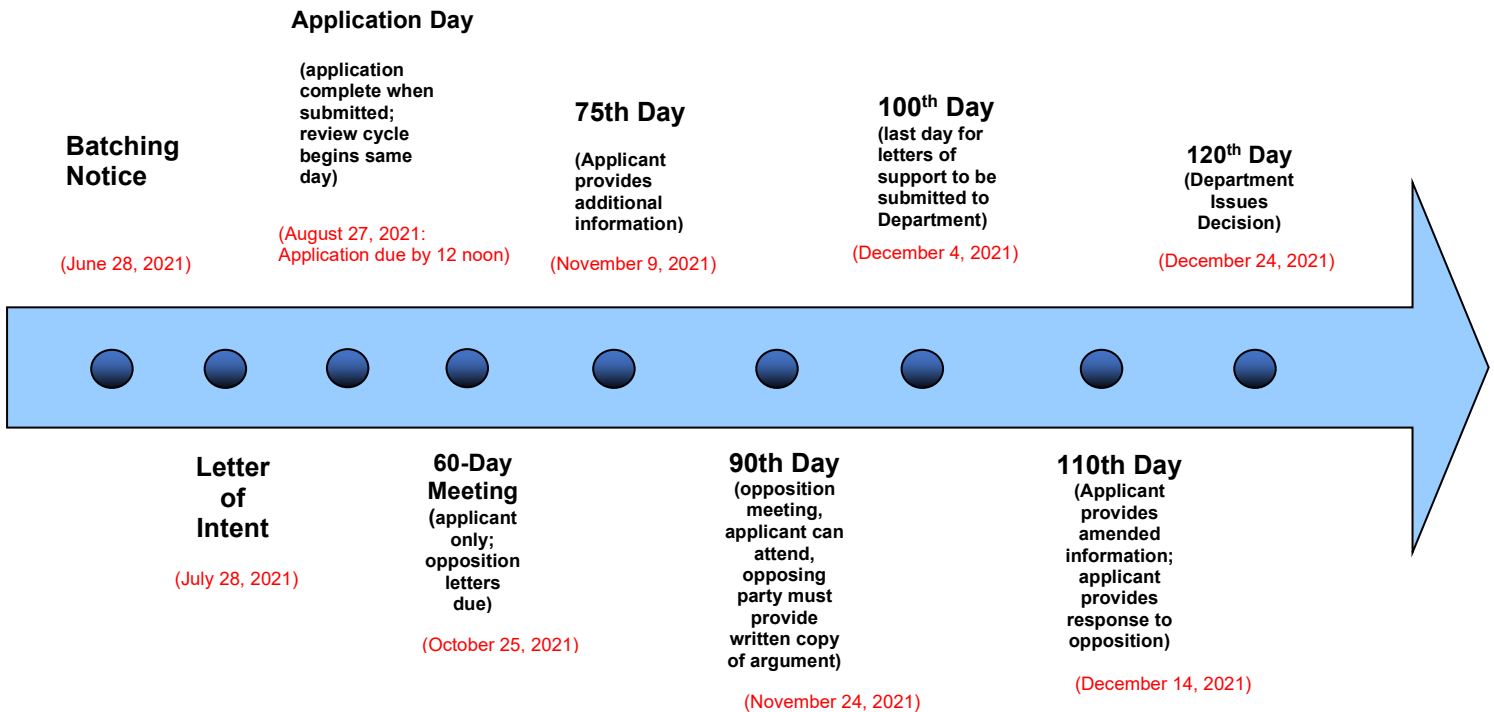 Application Day
(application
complete when
submitted;
review cycle
begins same
day)
(August 27, 2021:
Application due by 12 noon)
Batching
Notice
(June 28, 2021)
75th Day
(Applicant
provides
additional
information)
(November 9, 2021)
100th Day
(last day for
letters of
support to be
submitted to
Department)
(December 4, 2021)
120th Day
(Department
Issues
Decision)
(December 24, 2021)
Letter
of
Intent
(July 28, 2021)
60-Day
Meeting
(applicant
only;
opposition
letters
due)
(October 25, 2021)
90th Day
(opposition
meeting,
applicant can
attend,
opposing
party must
provide
written copy
of argument)
(November 24, 2021)
110th Day
(Applicant
provides
amended
information;
applicant
provides
response to
opposition)
(December 14, 2021)